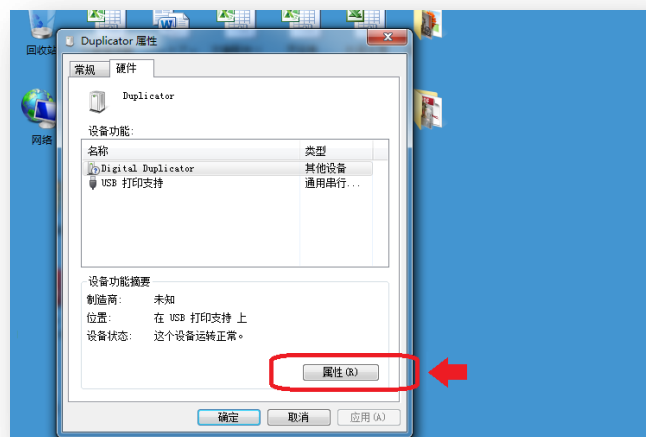 回收站
Duplicator 属性
常规
硬件
网络
Duplicator
设备功能:
名称 类型
Digital Duplicator 其他设备
USB 打印支持 通用串行...
设备功能摘要
制造商: 未知
位置: 在 USB 打印支持 上
设备状态: 这个设备运转正常。
属性(R)
确定 取消 应用(A)